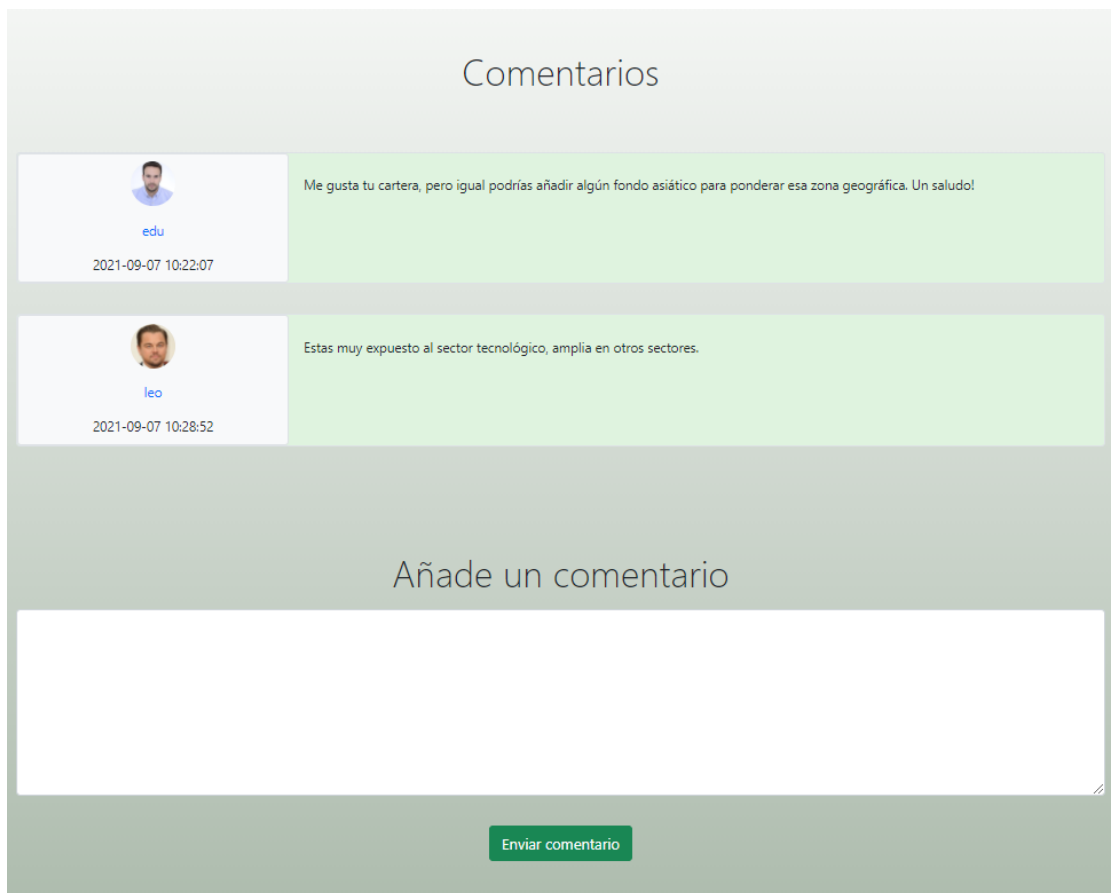 Comentarios
Me gusta tu cartera, pero igual podrías añadir algún fondo asiático para ponderar esa zona geográfica. Un saludo!
edu
2021-09-07 10:22:07
Estas muy expuesto al sector tecnológico, amplia en otros sectores.
leo
2021-09-07 10:28:52
Añade un comentario
Enviar comentario